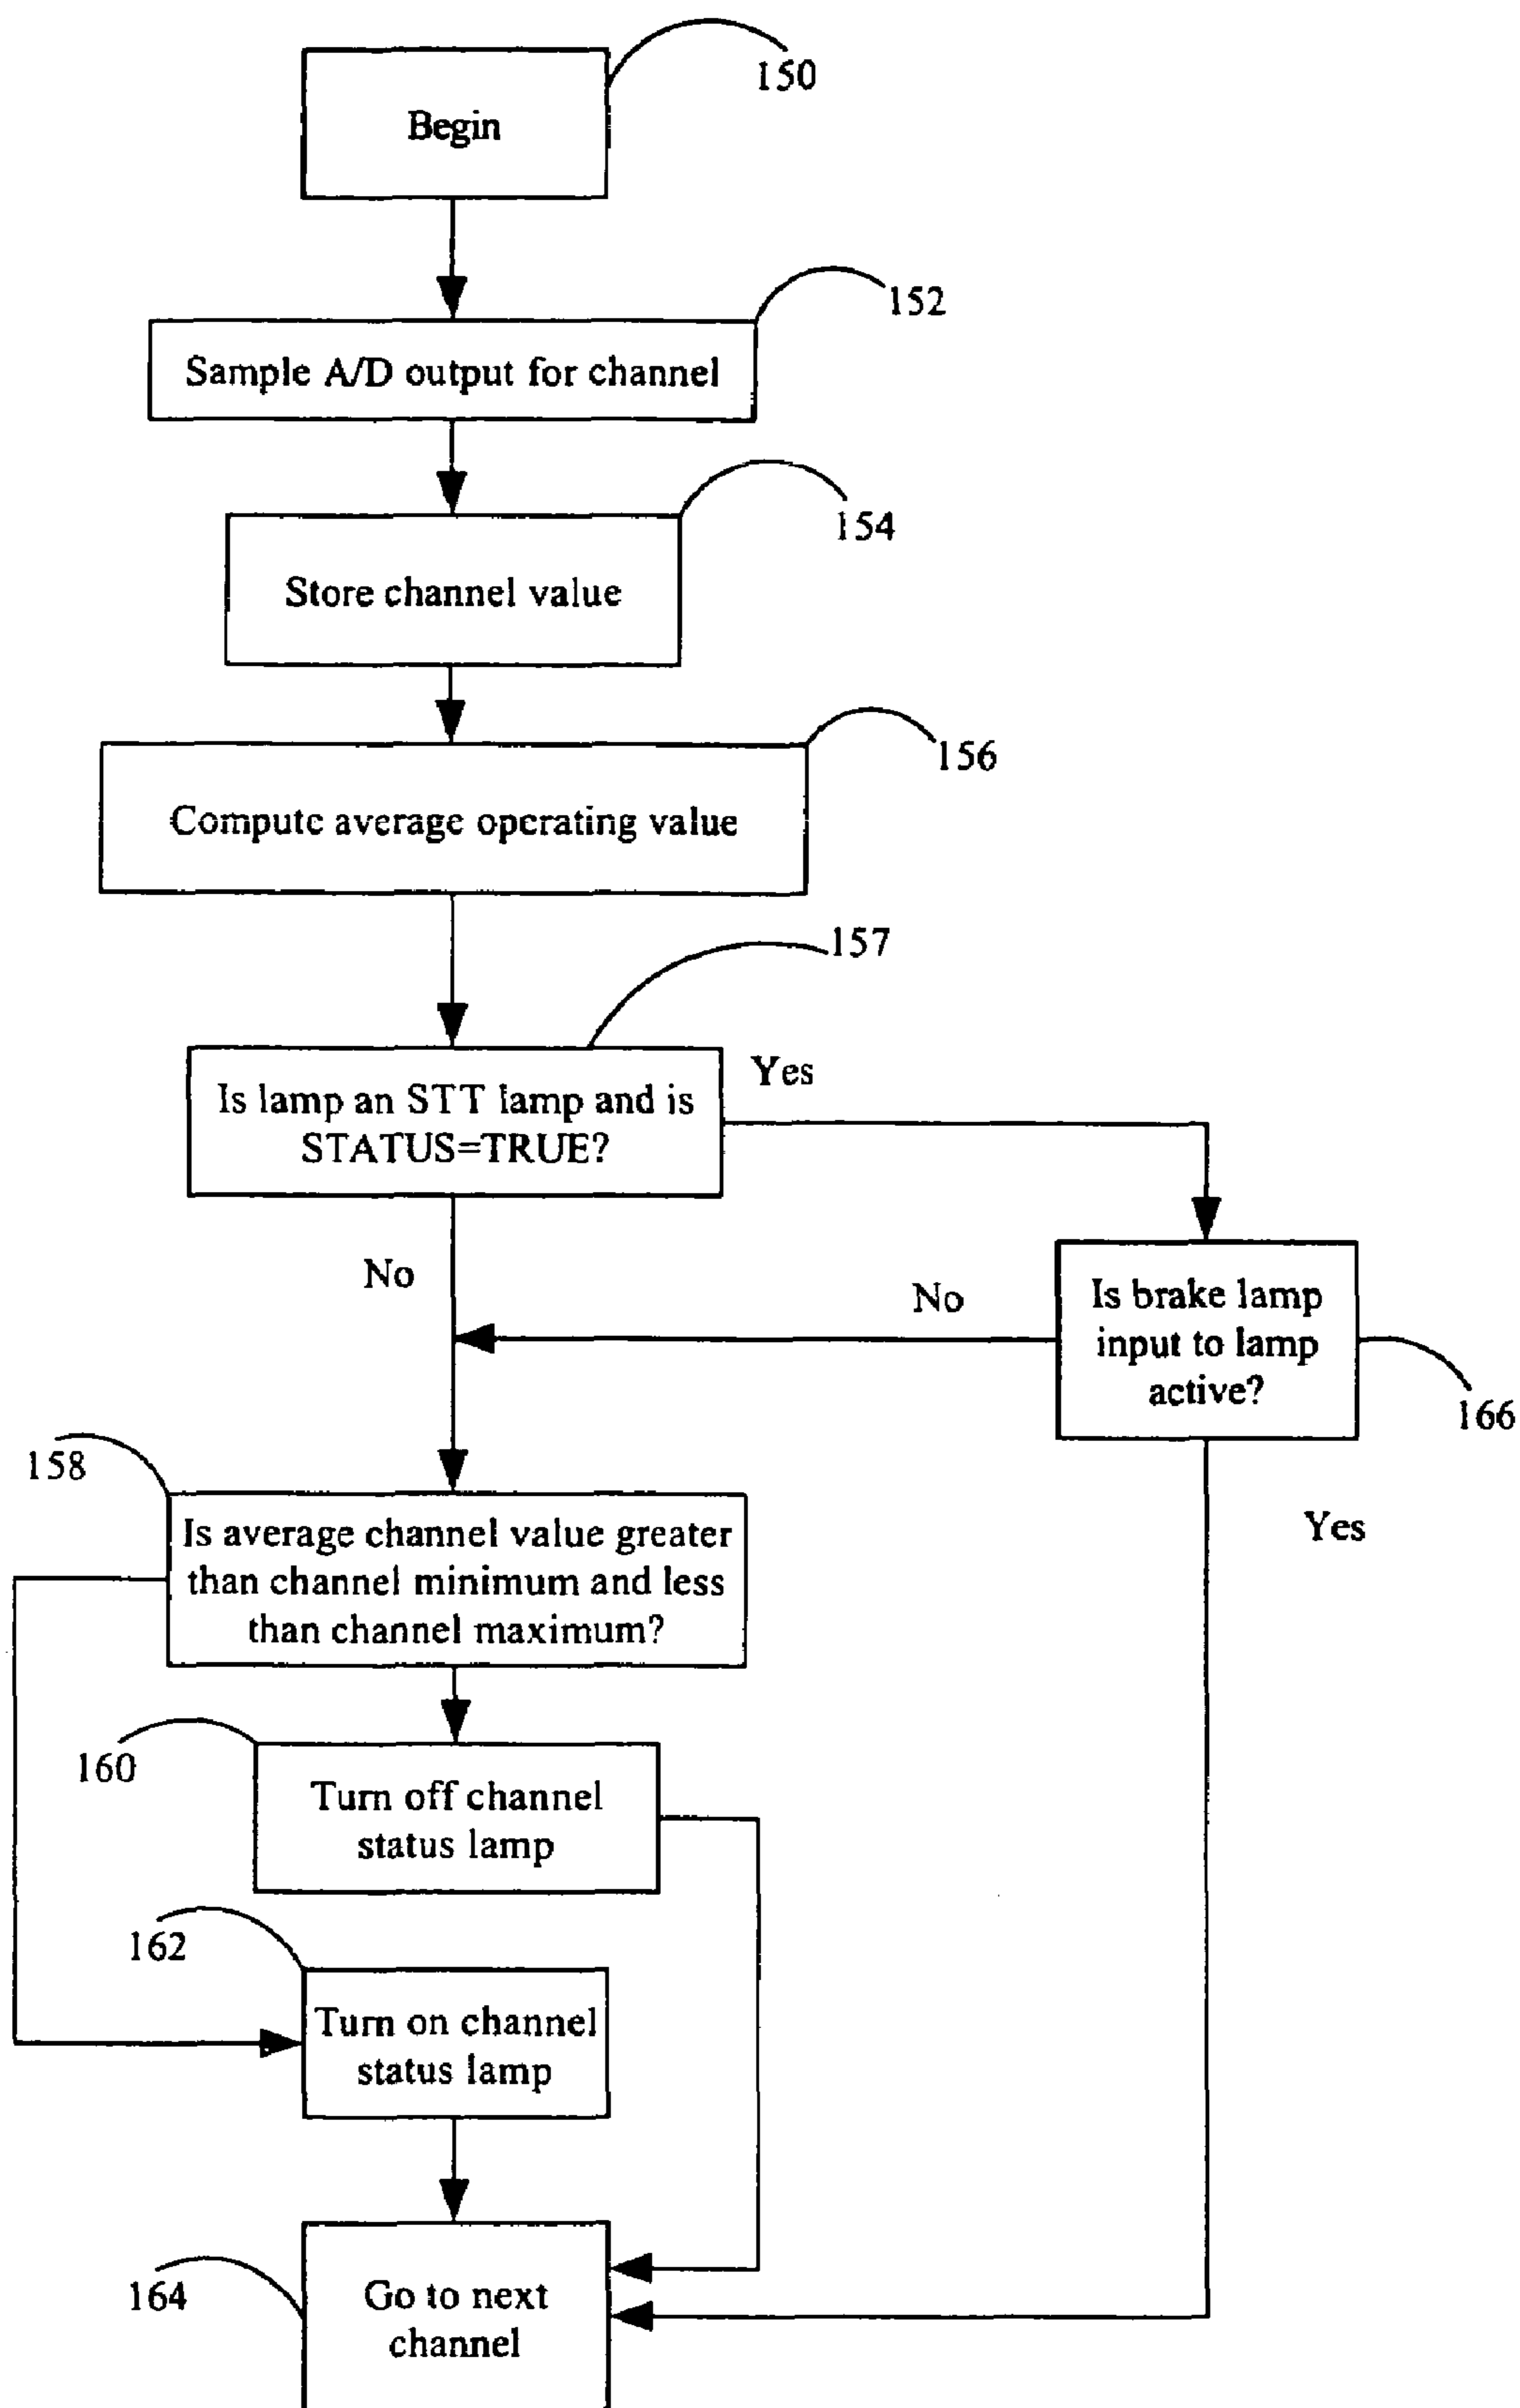 150
Begin
152
Sample A/D output for channel
154
Store channel value
156
Compute average operating value
157
Is lamp an STT lamp and is
STATUS=TRUE?
Yes
No
No
Is brake lamp
input to lamp
active?
166
158
Is average channel value greater
than channel minimum and less
than channel maximum?
Yes
160
Turn off channel
status lamp
162
Turn on channel
status lamp
164
Go to next
channel